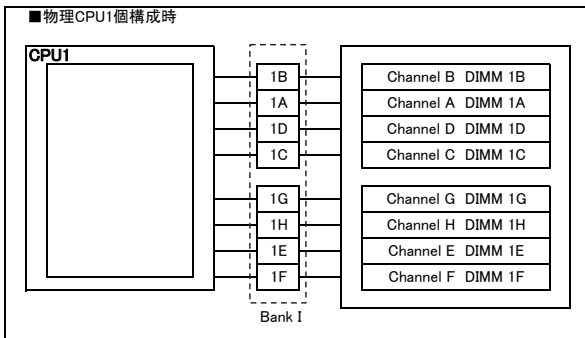 ■物理CPU1個構成時
CPU1
1B Channel B DIMM 1B
1A Channel A DIMM 1A
1D Channel D DIMM 1D
1C Channel C DIMM 1C
1G Channel G DIMM 1G
1H Channel H DIMM 1H
1E Channel E DIMM 1E
1F Channel F DIMM 1F
Bank I